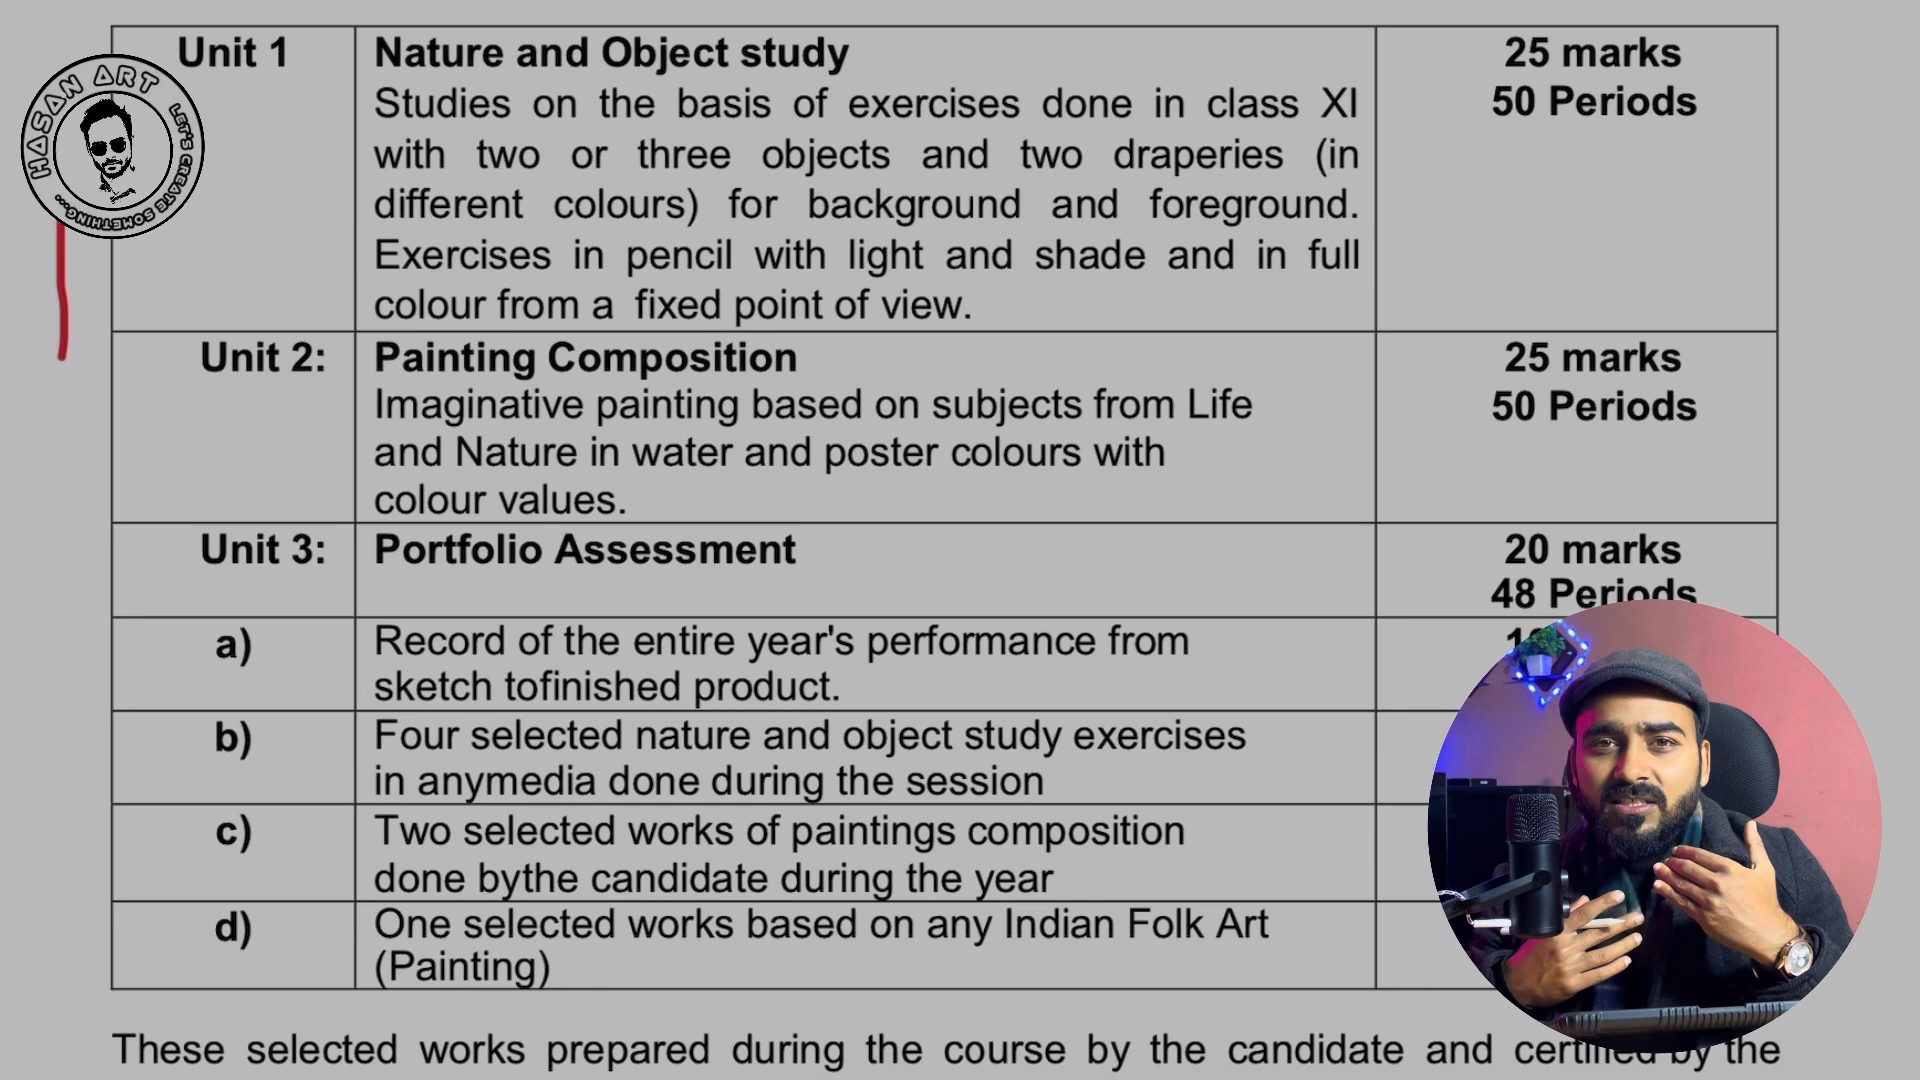 HASAN ART
LET'S CREATE SOMETHING...
Unit 1
Nature and Object study
25 marks
Studies on the basis of exercises done in class XI
50 Periods
with two or three objects and two draperies (in
different colours) for background and foreground.
Exercises in pencil with light and shade and in full
colour from a fixed point of view.
Unit 2:
Painting Composition
25 marks
Imaginative painting based on subjects from Life
50 Periods
and Nature in water and poster colours with
colour values.
Unit 3:
Portfolio Assessment
20 marks
48 Periods
a)
Record of the entire year's performance from
sketch tofinished product.
b)
Four selected nature and object study exercises
in anymedia done during the session
c)
Two selected works of paintings composition
done bythe candidate during the year
d)
One selected works based on any Indian Folk Art
(Painting)
These selected works prepared during the course by the candidate and certified by the